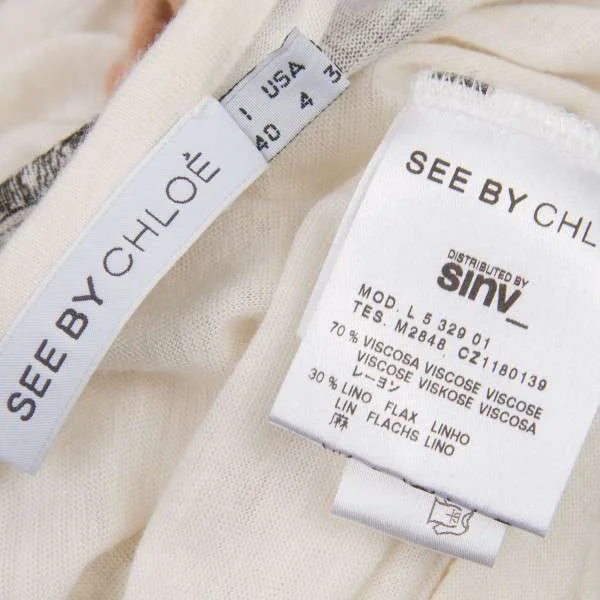 SEE BY CHLOÉ
I USA
40 4 3
SEE BY CHL
DISTRIBUTED BY
sinv_
MOD. L 5 329 01
TES. M2848. CZ1180139
70 % VISCOSA VISCOSE VISCOSE
VISCOSE VISKOSE VISCOSA
レーヨン
30 % LINO FLAX LINHO
LIN FLACHS LINO
麻